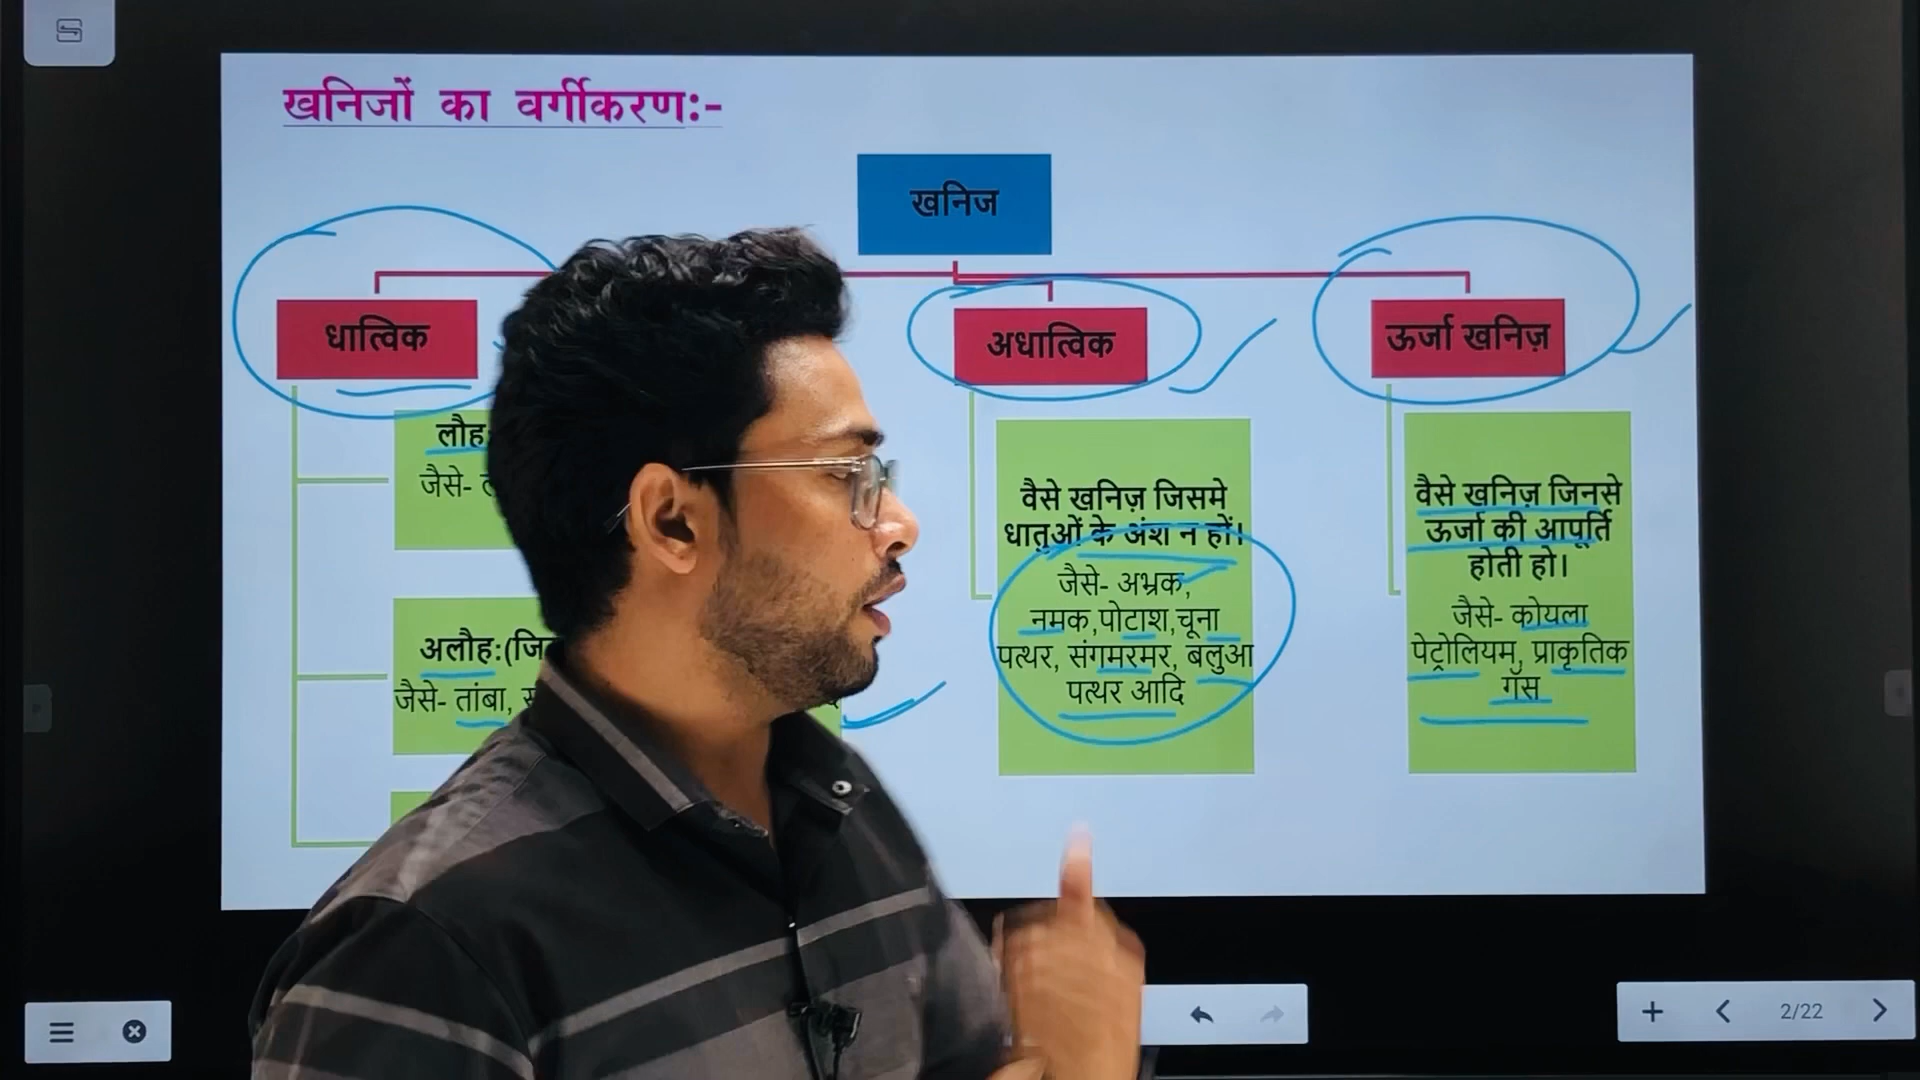 खनिजों का वर्गीकरण:-
खनिज
धात्विक
अधात्विक
ऊर्जा खनिज़
लौह
जैसे-
अलौह:
जैसे- तांबा,
वैसे खनिज़ जिसमे
धातुओं के अंश न हों।
जैसे- अभ्रक,
नमक,पोटाश,चूना
पत्थर, संगमरमर, बलुआ
पत्थर आदि
वैसे खनिज़ जिनसे
ऊर्जा की आपूर्ति
होती हो।
जैसे- कोयला
पेट्रोलियम, प्राकृतिक
गॅस
2/22